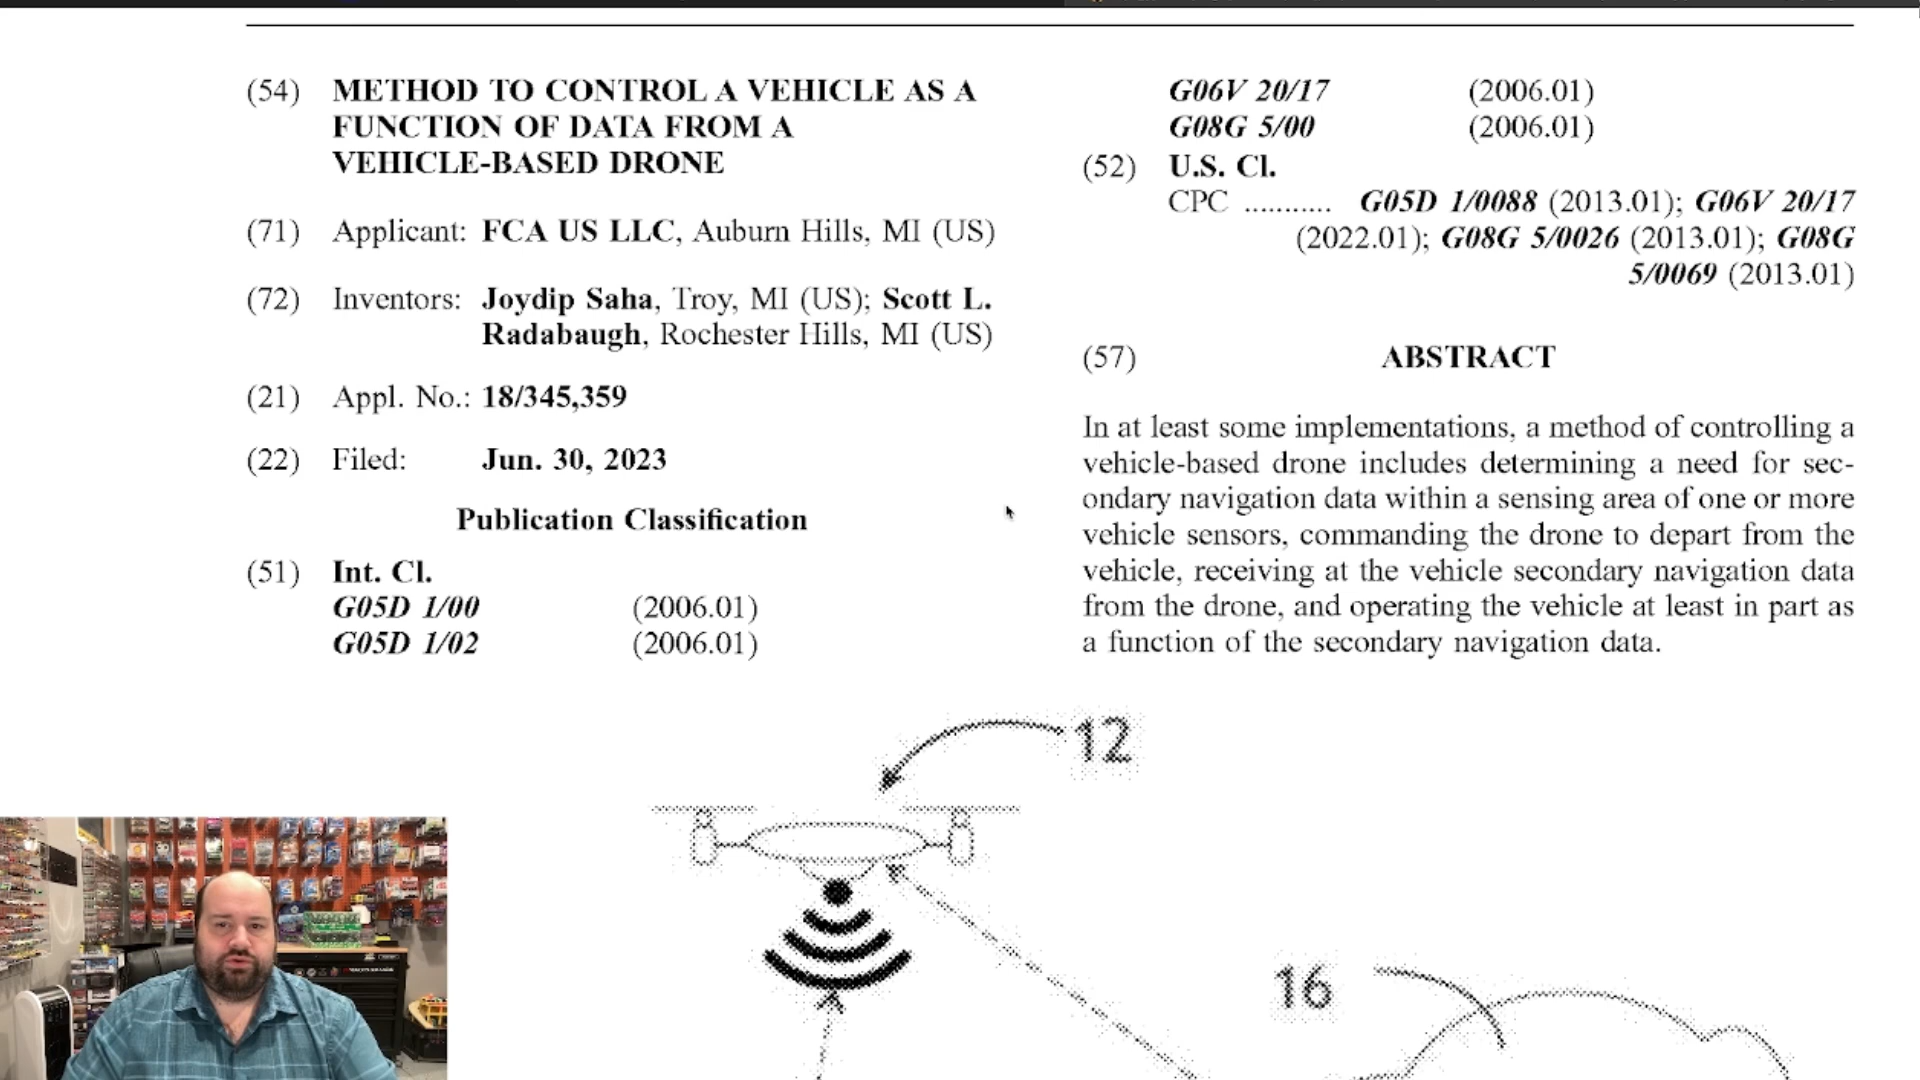 (54) METHOD TO CONTROL A VEHICLE AS A
FUNCTION OF DATA FROM A
VEHICLE-BASED DRONE
(71) Applicant: FCA US LLC, Auburn Hills, MI (US)
(72) Inventors: Joydip Saha, Troy, MI (US); Scott L.
Radabaugh, Rochester Hills, MI (US)
(21) Appl. No.: 18/345,359
(22) Filed: Jun. 30, 2023
Publication Classification
(51) Int. Cl.
G05D 1/00 (2006.01)
G05D 1/02 (2006.01)
G06V 20/17 (2006.01)
G08G 5/00 (2006.01)
(52) U.S. Cl.
CPC ........... G05D 1/0088 (2013.01); G06V 20/17
(2022.01); G08G 5/0026 (2013.01); G08G
5/0069 (2013.01)
(57) ABSTRACT
In at least some implementations, a method of controlling a
vehicle-based drone includes determining a need for sec-
ondary navigation data within a sensing area of one or more
vehicle sensors, commanding the drone to depart from the
vehicle, receiving at the vehicle secondary navigation data
from the drone, and operating the vehicle at least in part as
a function of the secondary navigation data.
12
16